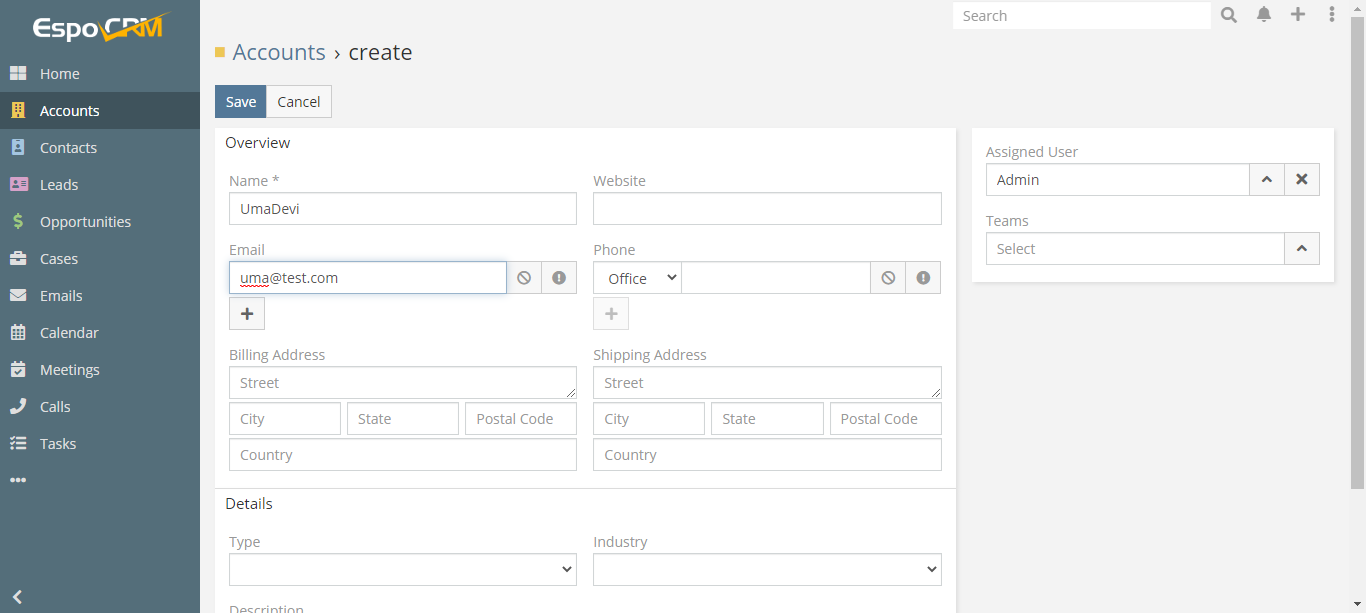 EspoCRM
Search
Home
Accounts
Contacts
Leads
Opportunities
Cases
Emails
Calendar
Meetings
Calls
Tasks
Accounts › create
Save Cancel
Overview
Name * Website
UmaDevi
Email Phone
uma@test.com Office
Billing Address Shipping Address
Street Street
City State Postal Code City State Postal Code
Country Country
Details
Type Industry
Description
Assigned User
Admin
Teams
Select